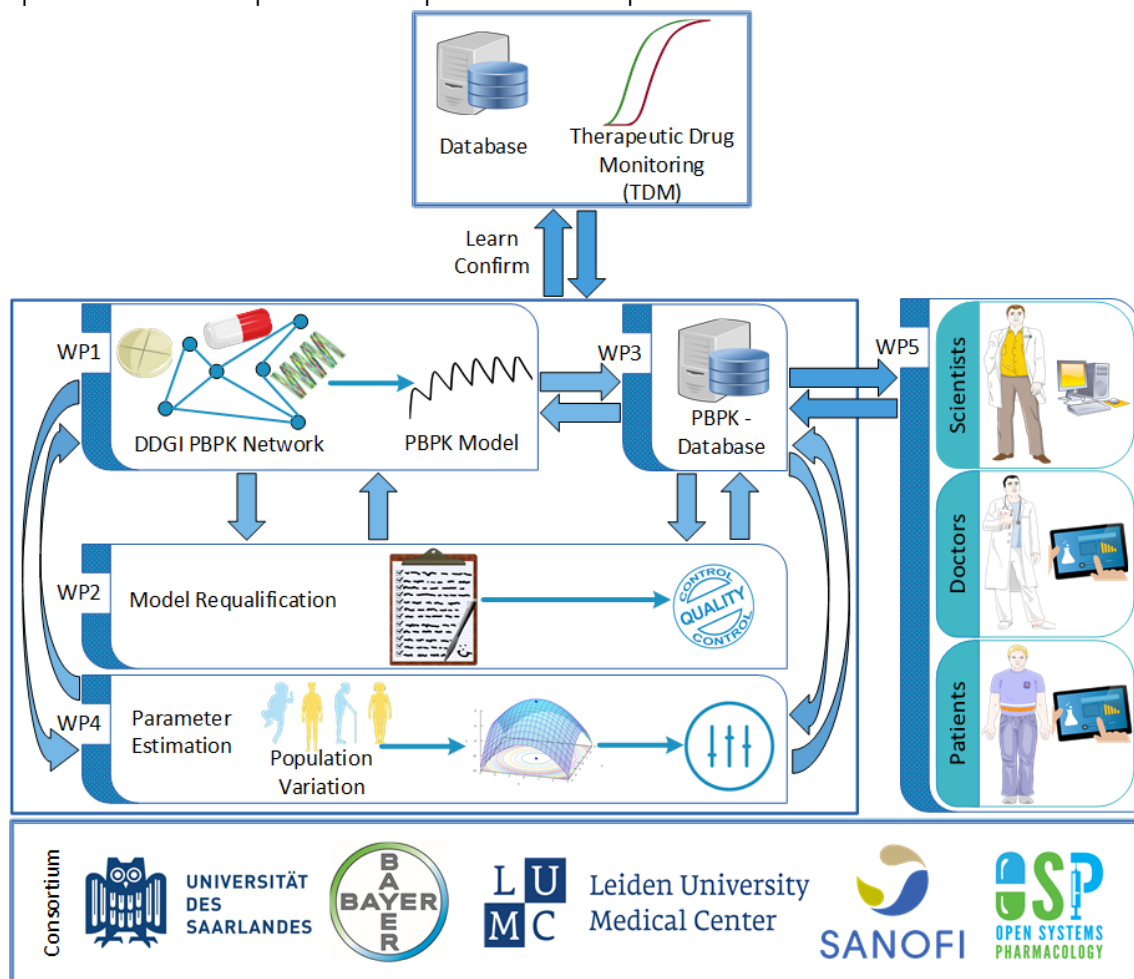 Database
Therapeutic Drug
Monitoring
(TDM)
Learn
Confirm
WP1
DDGI PBPK Network
PBPK Model
WP3
PBPK -
Database
WP5
Scientists
Doctors
Patients
WP2
Model Requalification
CONTROL
QUALITY
CONTROL
WP4
Parameter
Estimation
Population
Variation
Consortium
UNIVERSITÄT
DES
SAARLANDES
BAYER
BAYER
LU
MC
Leiden University
Medical Center
SANOFI
OSP
OPEN SYSTEMS
PHARMACOLOGY